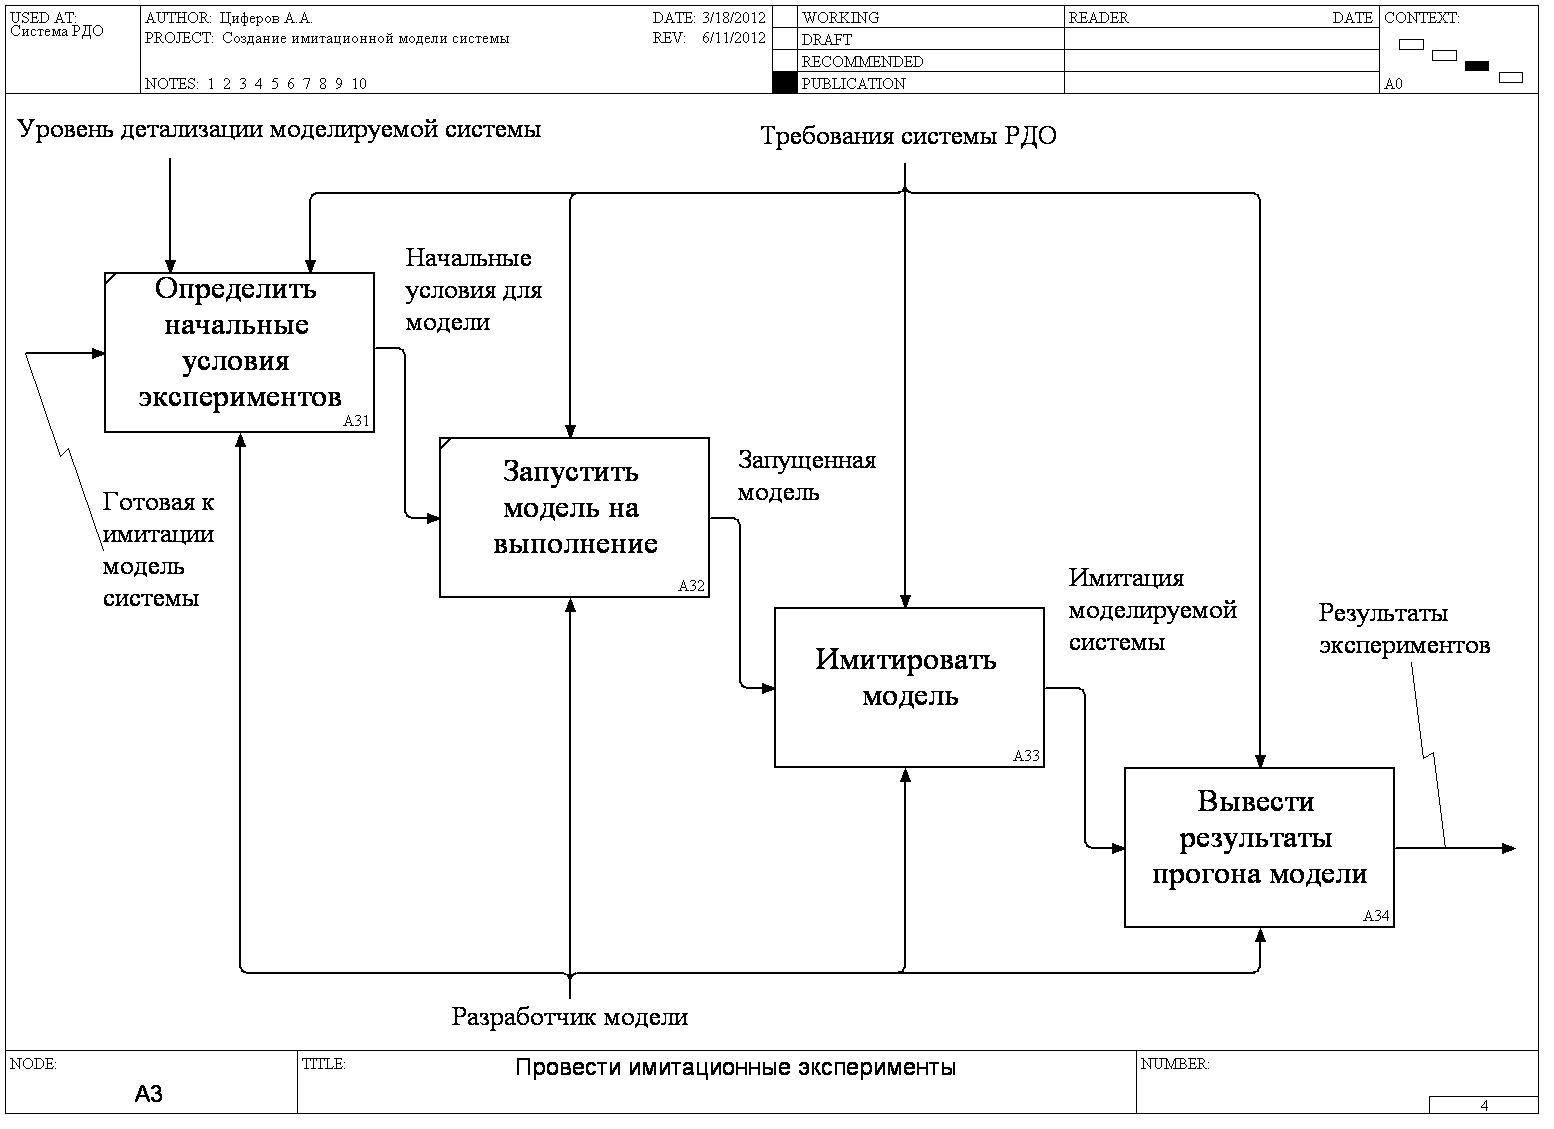 USED AT:
Система РДО
AUTHOR: Циферов А.А.
DATE: 3/18/2012
PROJECT: Создание имитационной модели системы
REV: 6/11/2012
NOTES: 1 2 3 4 5 6 7 8 9 10
WORKING
DRAFT
RECOMMENDED
PUBLICATION
READER
DATE
CONTEXT:
A0
Уровень детализации моделируемой системы
Требования системы РДО
Определить
начальные
условия
экспериментов
A31
Начальные
условия для
модели
Готовая к
имитации
модель
системы
Запустить
модель на
выполнение
A32
Запущенная
модель
Имитировать
модель
A33
Имитация
моделируемой
системы
Результаты
экспериментов
Вывести
результаты
прогона модели
A34
Разработчик модели
NODE:
A3
TITLE:
Провести имитационные эксперименты
NUMBER:
4